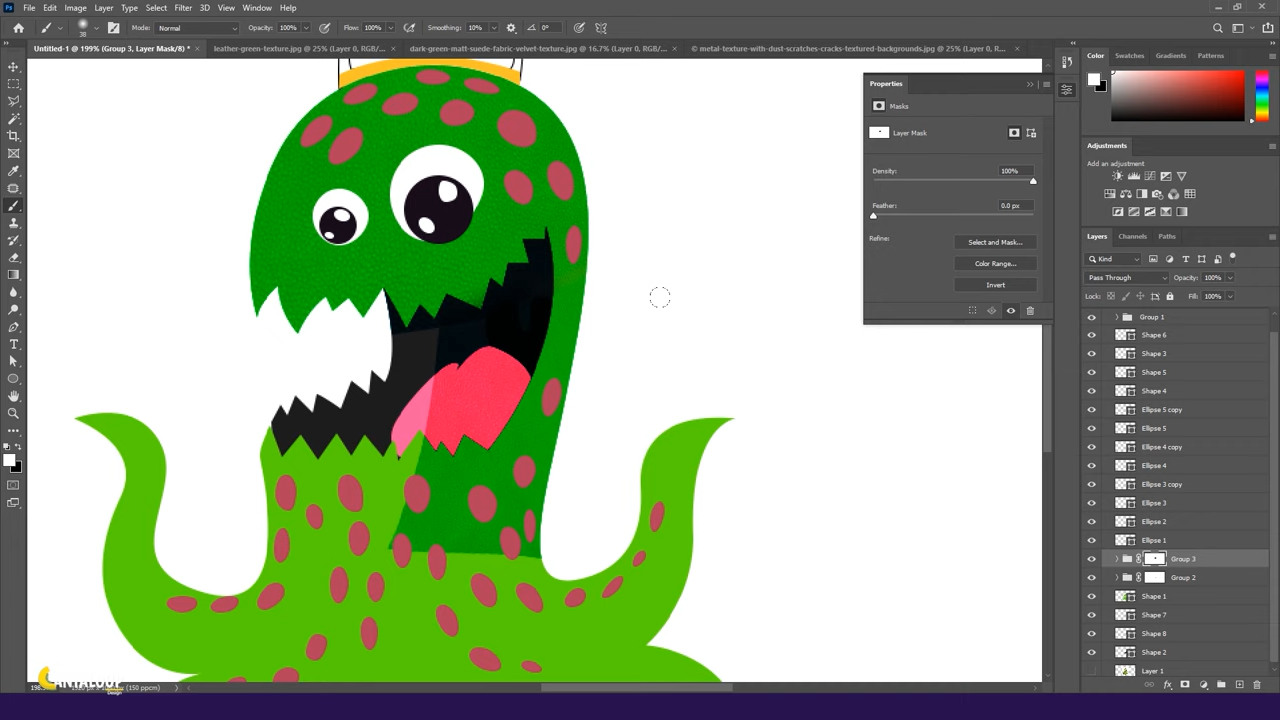 Ps File Edit Image Layer Type Select Filter 3D View Window Help
38 Mode: Normal Opacity: 100% Flow: 100% Smoothing: 10% 0°
Untitled-1 @ 199% (Group 3, Layer Mask/8) * × leather-green-texture.jpg @ 25% (Layer 0, RGB/... × dark-green-matt-suede-fabric-velvet-texture.jpg @ 16.7% (Layer 0, RGB/... × © metal-texture-with-dust-scratches-cracks-textured-backgrounds.jpg @ 25% (Layer 0, R... ×
Color Swatches Gradients Patterns
Properties
Masks
Layer Mask
Density: 100%
Feather: 0.0 px
Refine: Select and Mask...
Color Range...
Invert
Adjustments
Add an adjustment
Layers Channels Paths
Kind
Pass Through Opacity: 100%
Lock: Fill: 100%
Group 1
Shape 6
Shape 3
Shape 5
Shape 4
Ellipse 5 copy
Ellipse 5
Ellipse 4 copy
Ellipse 4
Ellipse 3 copy
Ellipse 3
Ellipse 2
Ellipse 1
Group 3
Group 2
Shape 1
Shape 7
Shape 8
Shape 2
Layer 1
CANTALOUP
Design
(150 ppcm)